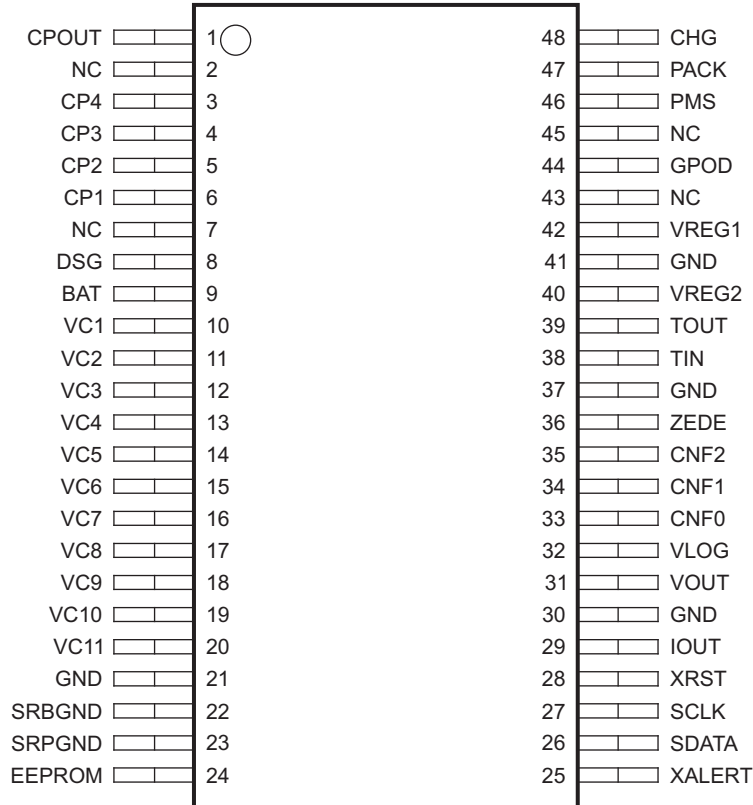 CPOUT 1 48 CHG
NC 2 47 PACK
CP4 3 46 PMS
CP3 4 45 NC
CP2 5 44 GPOD
CP1 6 43 NC
NC 7 42 VREG1
DSG 8 41 GND
BAT 9 40 VREG2
VC1 10 39 TOUT
VC2 11 38 TIN
VC3 12 37 GND
VC4 13 36 ZEDE
VC5 14 35 CNF2
VC6 15 34 CNF1
VC7 16 33 CNF0
VC8 17 32 VLOG
VC9 18 31 VOUT
VC10 19 30 GND
VC11 20 29 IOUT
GND 21 28 XRST
SRBGND 22 27 SCLK
SRPGND 23 26 SDATA
EEPROM 24 25 XALERT